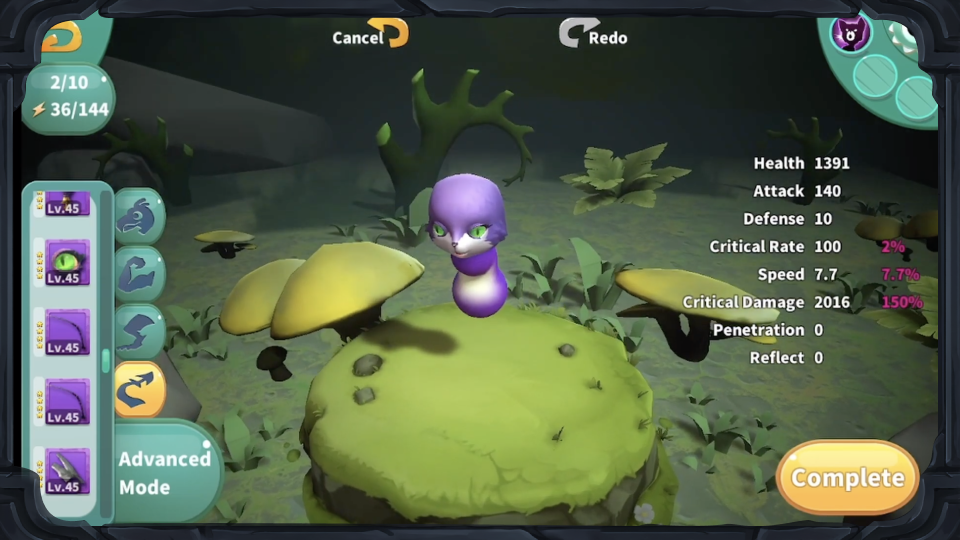 Cancel
Redo
2/10
36/144
Health 1391
Attack 140
Defense 10
Critical Rate 100 2%
Speed 7.7 7.7%
Critical Damage 2016 150%
Penetration 0
Reflect 0
Lv.45
Lv.45
Lv.45
Lv.45
Lv.45
Advanced
Mode
Complete